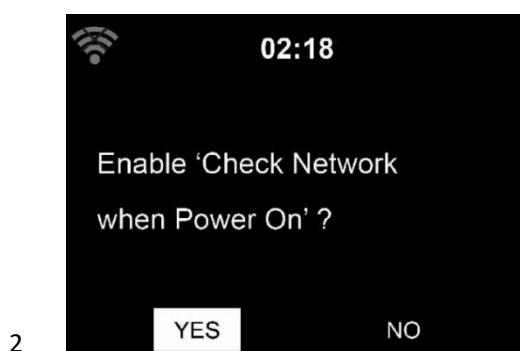 02:18
Enable ‘Check Network
when Power On’ ?
YES NO
2